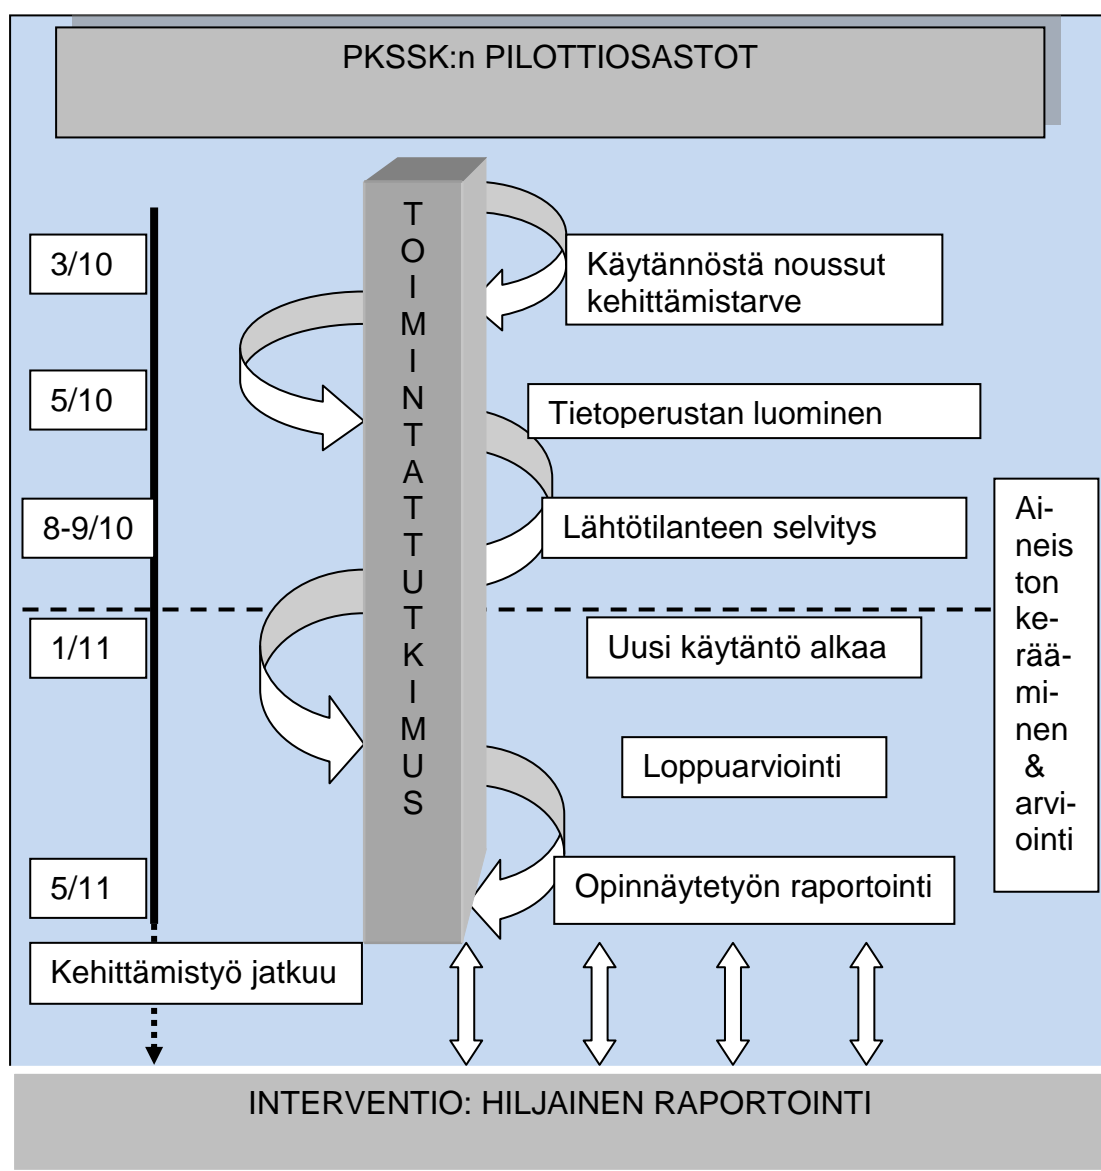 PKSSK:n PILOTTIOSASTOT
TOIMINTATTUTKIMUS
3/10
Käytännöstä noussut
kehittämistarve
5/10
Tietoperustan luominen
8-9/10
Lähtötilanteen selvitys
Ai-
neis
ton
ke-
rää-
mi-
nen
&
arvi-
ointi
1/11
Uusi käytäntö alkaa
Loppuarviointi
5/11
Opinnäytetyön raportointi
Kehittämistyö jatkuu
INTERVENTIO: HILJAINEN RAPORTOINTI